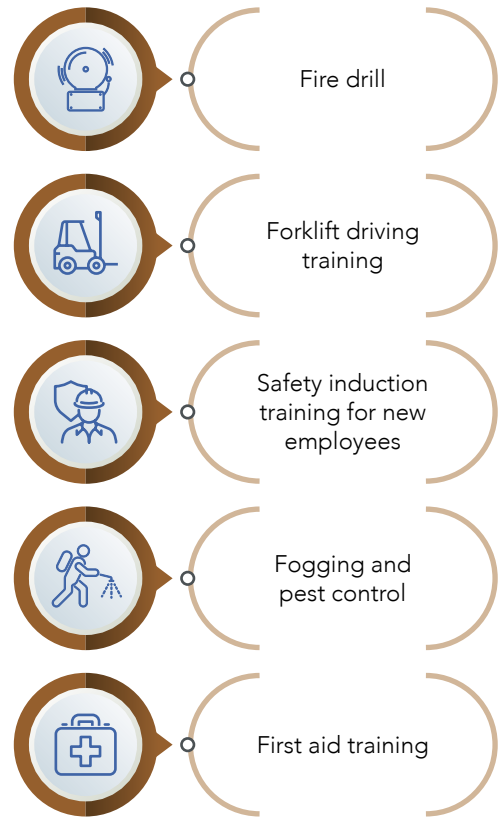 Fire drill
Forklift driving
training
Safety induction
training for new
employees
Fogging and
pest control
First aid training